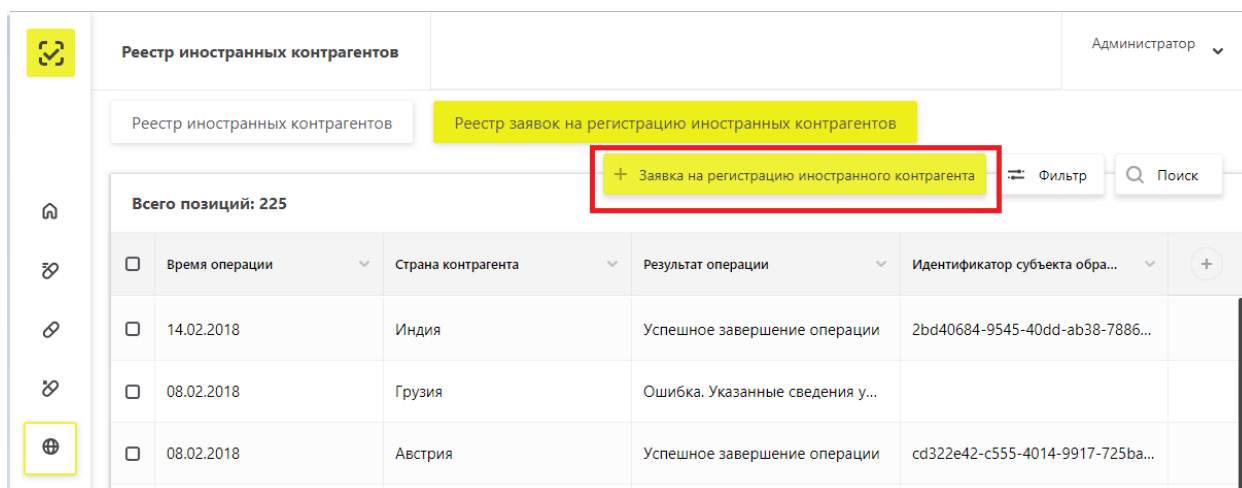 Реестр иностранных контрагентов
Администратор
Реестр иностранных контрагентов
Реестр заявок на регистрацию иностранных контрагентов
+ Заявка на регистрацию иностранного контрагента
Фильтр
Поиск
Всего позиций: 225
Время операции Страна контрагента Результат операции Идентификатор субъекта обра... +
14.02.2018 Индия Успешное завершение операции 2bd40684-9545-40dd-ab38-7886...
08.02.2018 Грузия Ошибка. Указанные сведения у...
08.02.2018 Австрия Успешное завершение операции cd322e42-c555-4014-9917-725ba...